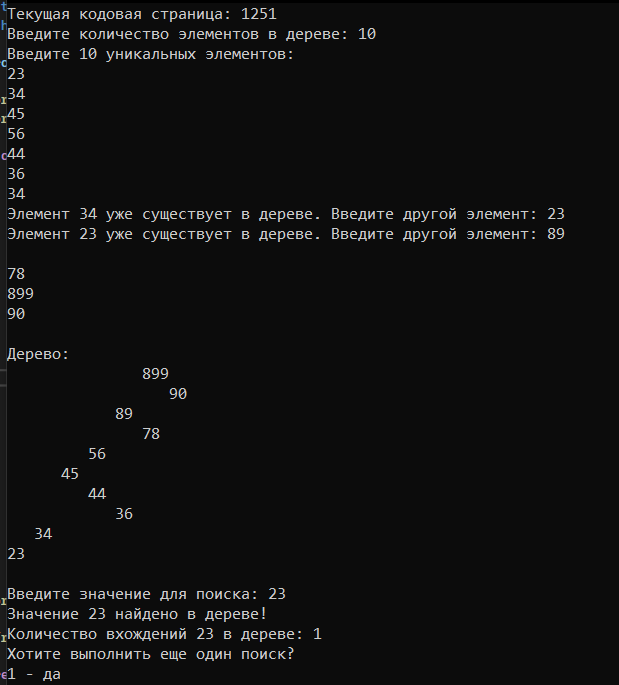 Текущая кодовая страница: 1251
Введите количество элементов в дереве: 10
Введите 10 уникальных элементов:
23
34
45
56
44
36
34
Элемент 34 уже существует в дереве. Введите другой элемент: 23
Элемент 23 уже существует в дереве. Введите другой элемент: 89
78
899
90
Дерево:
899
90
89
78
56
45
44
36
34
23
Введите значение для поиска: 23
Значение 23 найдено в дереве!
Количество вхождений 23 в дереве: 1
Хотите выполнить еще один поиск?
1 - да